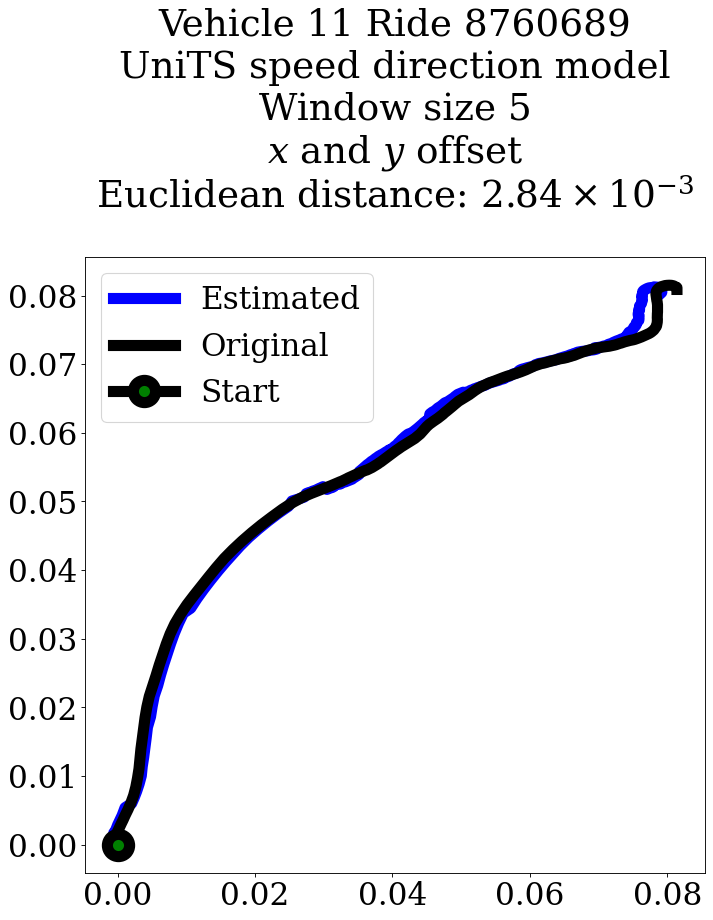 Vehicle 11 Ride 8760689
UniTS speed direction model
Window size 5
x and y offset
Euclidean distance: 2.84 × 10⁻³
Estimated
Original
Start
0.08
0.07
0.06
0.05
0.04
0.03
0.02
0.01
0.00
0.00 0.02 0.04 0.06 0.08